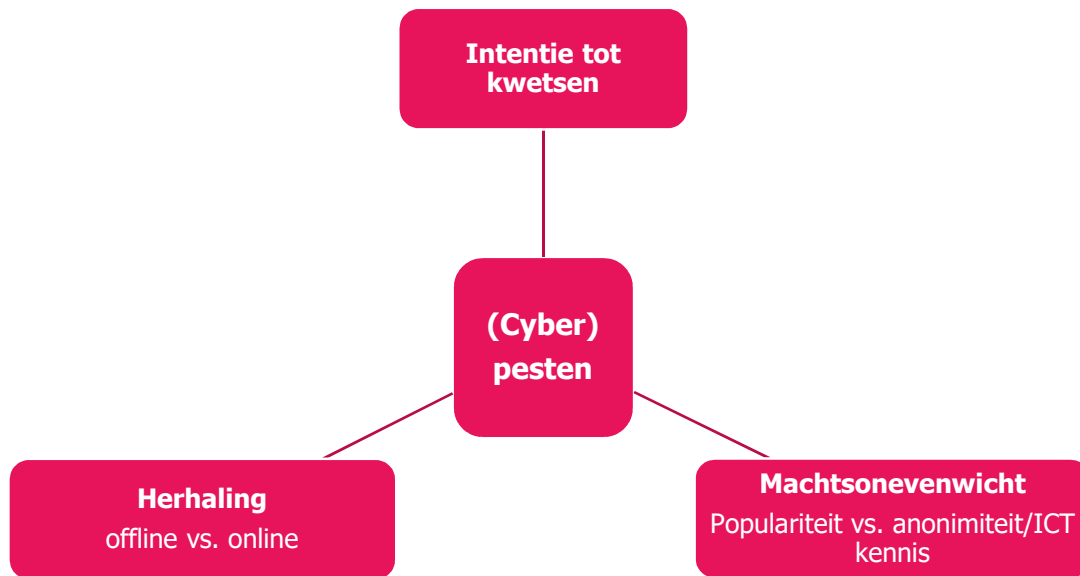 Intentie tot
kwetsen
(Cyber)
pesten
Herhaling
offline vs. online
Machtsonevenwicht
Populariteit vs. anonimiteit/ICT
kennis